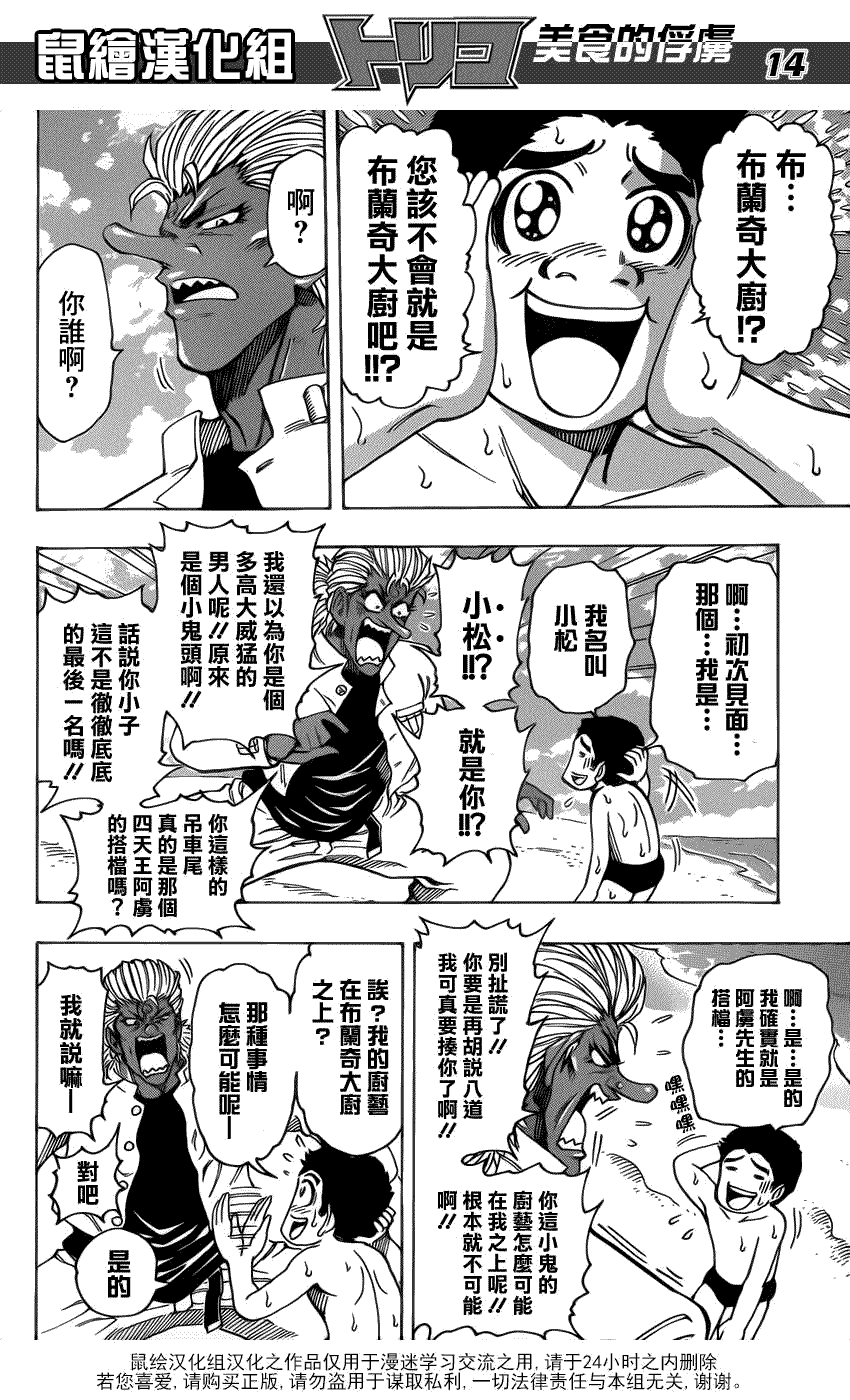 鼠繪漢化組
トリコ
美食的俘虜
14
布…
布蘭奇大廚!?
您該不會就是
布蘭奇大廚吧!!?
啊？
你誰啊？
啊…初次見面…
那個…我是…
我名叫
小松
小松!!?
就是你!!?
我還以為你是個
多高大威猛的
男人呢!!原來
是個小鬼頭啊!!
話説你小子
這不是徹徹底底
的最後一名嗎!!
你這樣的
吊車尾
真的是那個
四天王阿虜
的搭檔嗎？
啊…是…是的
我確實就是
阿虜先生的
搭檔…
嘿嘿嘿
別扯謊了!!
你要是再胡説八道
我可真要揍你了啊!!
你這小鬼的
廚藝怎麼可能
在我之上呢!!
根本就不可能
啊!!
誒？我的廚藝
在布蘭奇大廚
之上？
那種事情
怎麼可能呢ー
我就説嘛ー
對吧
是的
鼠绘汉化组汉化之作品仅用于漫迷学习交流之用，请于24小时之内删除
若您喜爱，请购买正版，请勿盗用于谋取私利，一切法律责任与本组无关，谢谢。